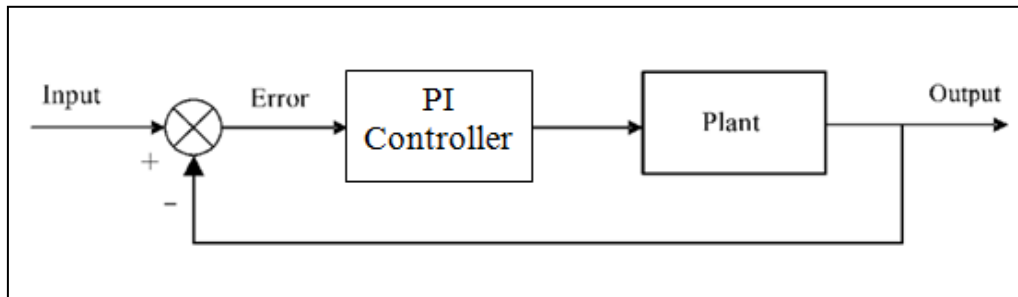 Input
Error
PI
Controller
Plant
Output
+
−